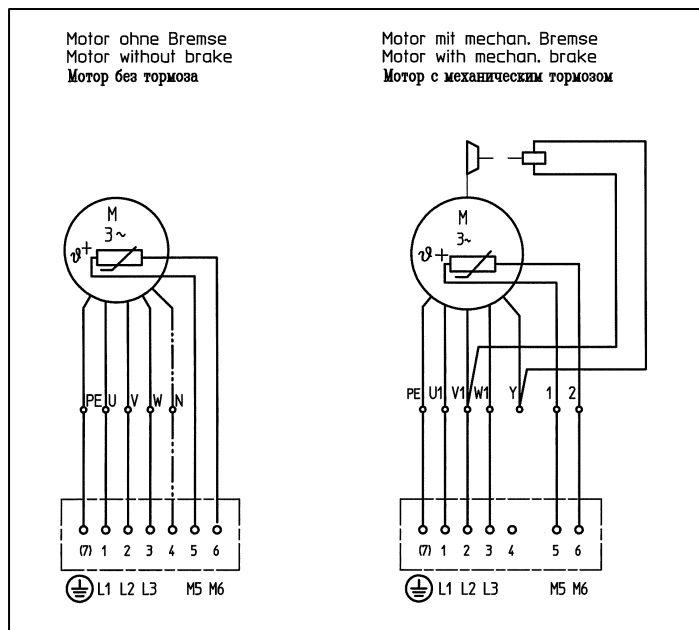 Motor ohne Bremse
Motor without brake
Мотор без тормоза
Motor mit mechan. Bremse
Motor with mechan. brake
Мотор с механическим тормозом
M
3~
ϑ+
PE U V W N
(7) 1 2 3 4 5 6
L1 L2 L3 M5 M6
M
3~
ϑ+
PE U1 V1 W1 Y 1 2
(7) 1 2 3 4 5 6
L1 L2 L3 M5 M6